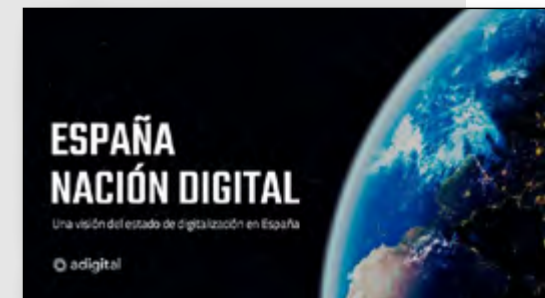 ESPAÑA
NACIÓN DIGITAL
Una visión del estado de digitalización en España
adigital